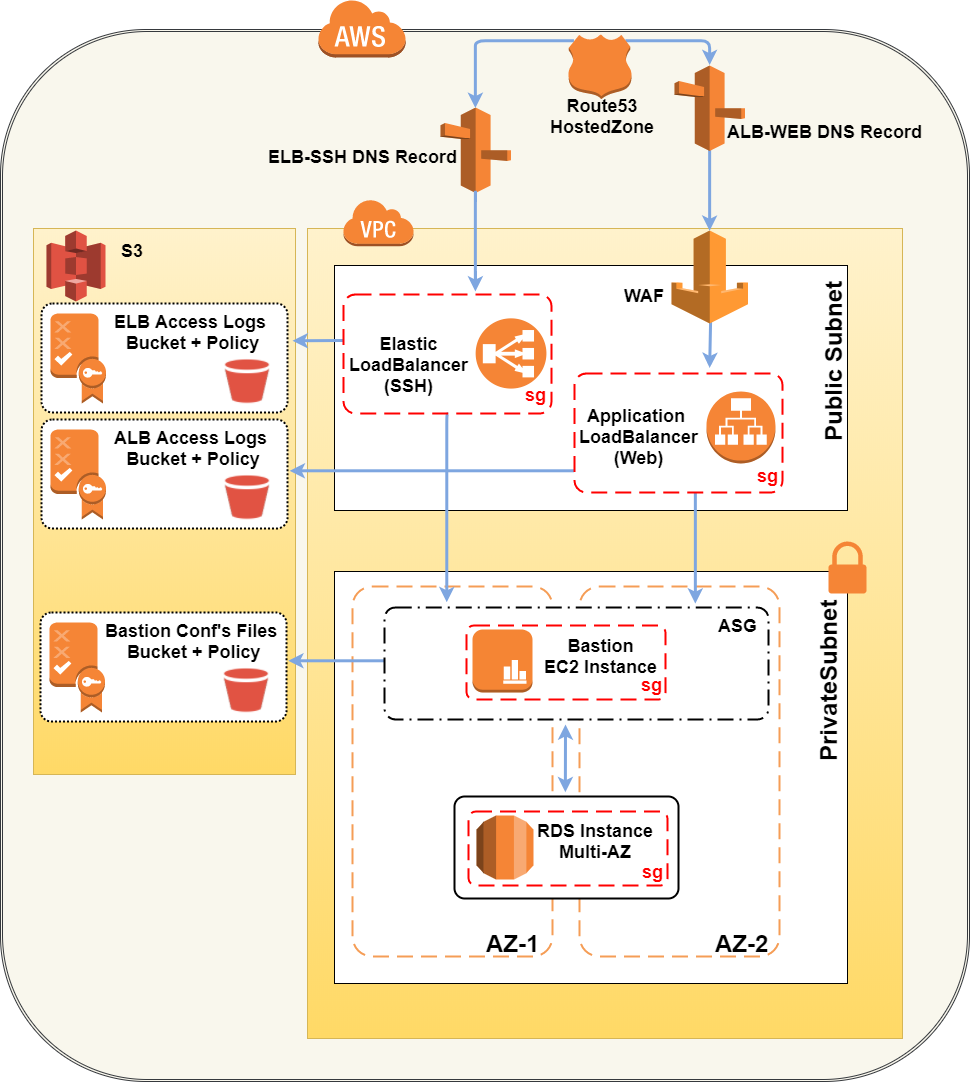 AWS
Route53
HostedZone
ELB-SSH DNS Record
ALB-WEB DNS Record
S3
VPC
WAF
Public Subnet
ELB Access Logs
Bucket + Policy
Elastic
LoadBalancer
(SSH)
sg
ALB Access Logs
Bucket + Policy
Application
LoadBalancer
(Web)
sg
PrivateSubnet
ASG
Bastion Conf's Files
Bucket + Policy
Bastion
EC2 Instance
sg
RDS Instance
Multi-AZ
sg
AZ-1
AZ-2